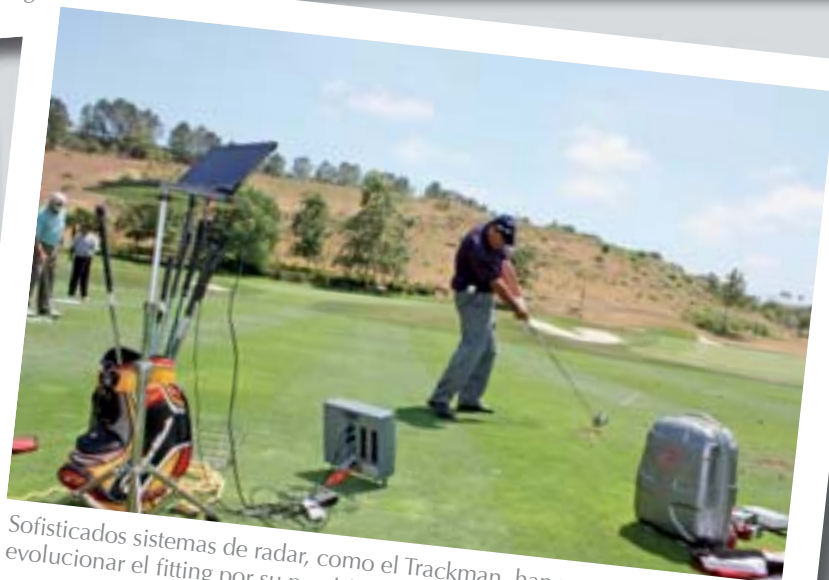 Sofisticados sistemas de radar, como el Trackman, han
evolucionar el fitting por su